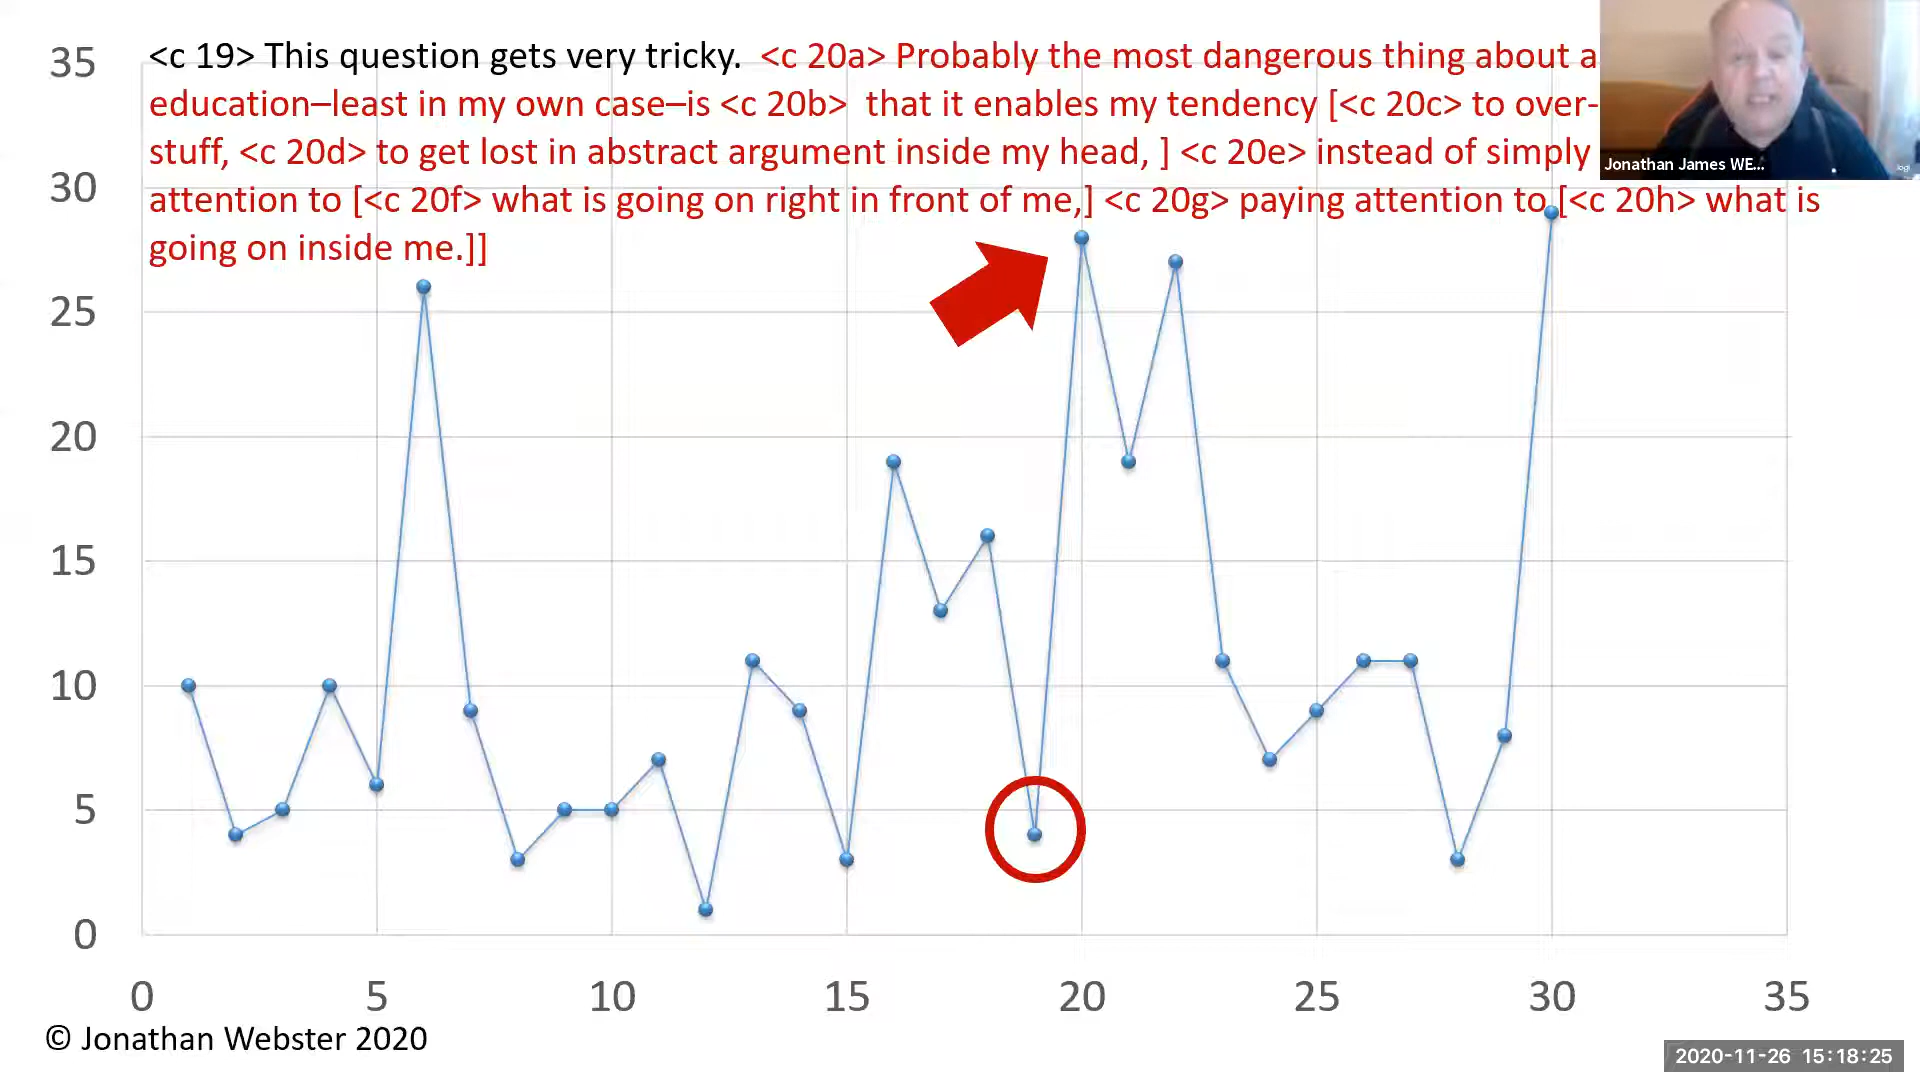 <c 19> This question gets very tricky. <c 20a> Probably the most dangerous thing about a
education–least in my own case–is <c 20b> that it enables my tendency [<c 20c> to over-
stuff, <c 20d> to get lost in abstract argument inside my head, ] <c 20e> instead of simply
attention to [<c 20f> what is going on right in front of me,] <c 20g> paying attention to [<c 20h> what is
going on inside me.]]
Jonathan James WE...
logi
35
30
25
20
15
10
5
0
0 5 10 15 20 25 30 35
© Jonathan Webster 2020
2020-11-26 15:18:25